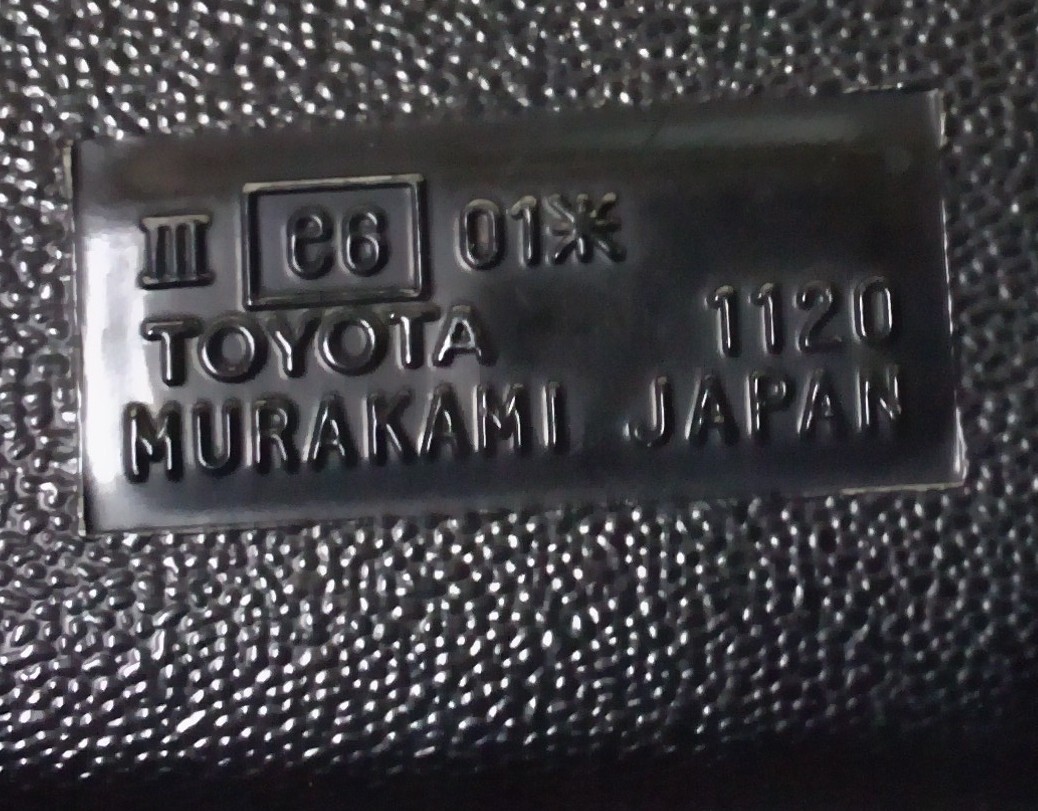 III e6 01*
TOYOTA 1120
MURAKAMI JAPAN